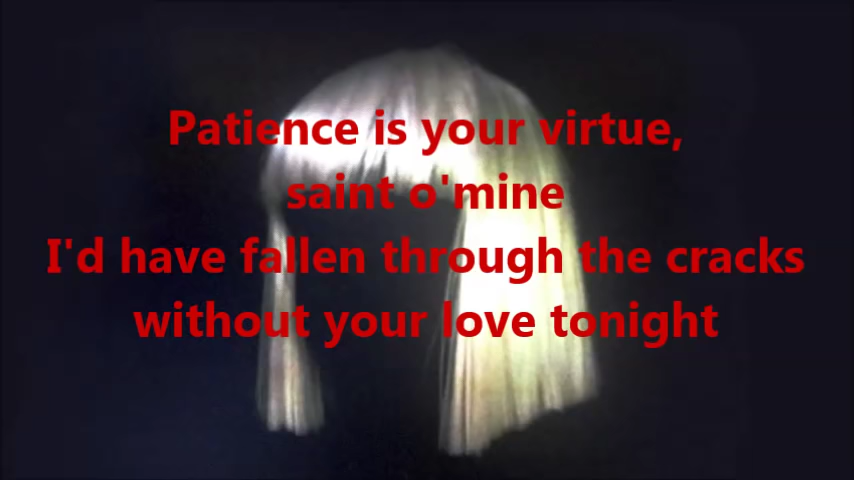 Patience is your virtue,
saint o'mine
I'd have fallen through the cracks
without your love tonight